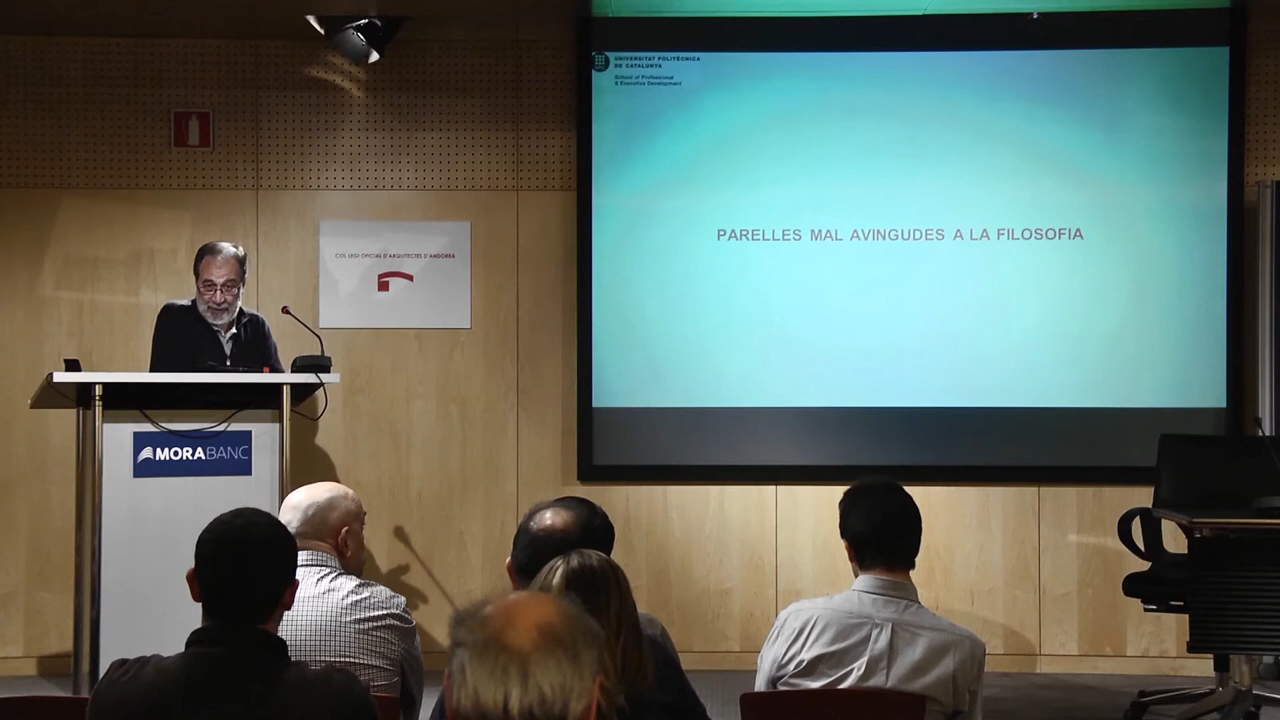 UNIVERSITAT POLITÈCNICA
DE CATALUNYA
School of Professional
& Executive Development
PARELLES MAL AVINGUDES A LA FILOSOFIA
COL·LEGI OFICIAL D'ARQUITECTES D'ANDORRA
MORABANC